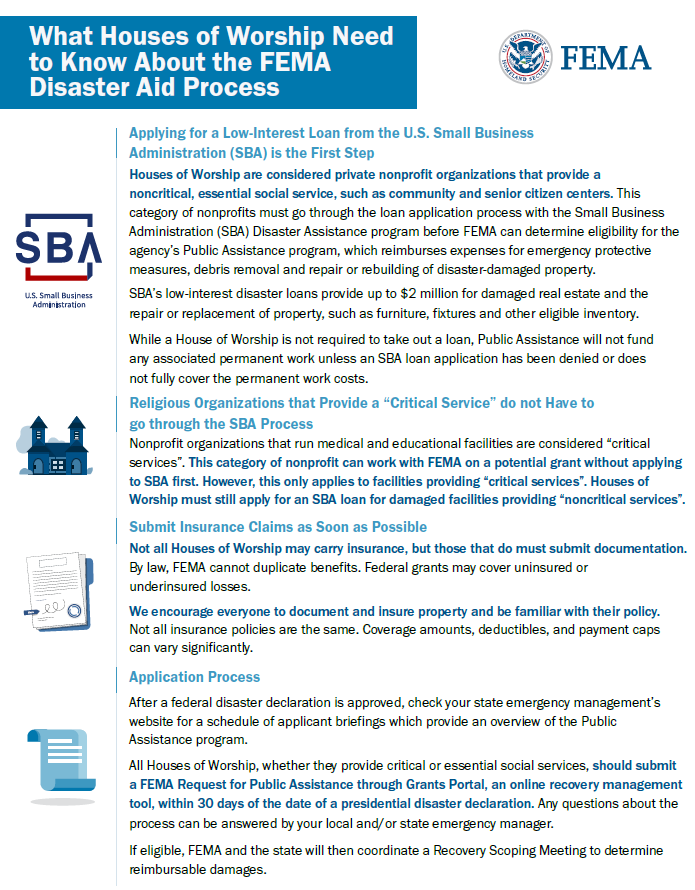 What Houses of Worship Need
to Know About the FEMA
Disaster Aid Process
U.S. DEPARTMENT OF
HOMELAND SECURITY
FEMA
Applying for a Low-Interest Loan from the U.S. Small Business
Administration (SBA) is the First Step
Houses of Worship are considered private nonprofit organizations that provide a
noncritical, essential social service, such as community and senior citizen centers. This
category of nonprofits must go through the loan application process with the Small Business
Administration (SBA) Disaster Assistance program before FEMA can determine eligibility for the
agency's Public Assistance program, which reimburses expenses for emergency protective
measures, debris removal and repair or rebuilding of disaster-damaged property.
SBA
U.S. Small Business
Administration
SBA's low-interest disaster loans provide up to $2 million for damaged real estate and the
repair or replacement of property, such as furniture, fixtures and other eligible inventory.
While a House of Worship is not required to take out a loan, Public Assistance will not fund
any associated permanent work unless an SBA loan application has been denied or does
not fully cover the permanent work costs.
Religious Organizations that Provide a "Critical Service" do not Have to
go through the SBA Process
Nonprofit organizations that run medical and educational facilities are considered "critical
services". This category of nonprofit can work with FEMA on a potential grant without applying
to SBA first. However, this only applies to facilities providing "critical services". Houses of
Worship must still apply for an SBA loan for damaged facilities providing "noncritical services".
Submit Insurance Claims as Soon as Possible
Not all Houses of Worship may carry insurance, but those that do must submit documentation.
By law, FEMA cannot duplicate benefits. Federal grants may cover uninsured or
underinsured losses.
We encourage everyone to document and insure property and be familiar with their policy.
Not all insurance policies are the same. Coverage amounts, deductibles, and payment caps
can vary significantly.
Application Process
After a federal disaster declaration is approved, check your state emergency management's
website for a schedule of applicant briefings which provide an overview of the Public
Assistance program.
All Houses of Worship, whether they provide critical or essential social services, should submit
a FEMA Request for Public Assistance through Grants Portal, an online recovery management
tool, within 30 days of the date of a presidential disaster declaration. Any questions about the
process can be answered by your local and/or state emergency manager.
If eligible, FEMA and the state will then coordinate a Recovery Scoping Meeting to determine
reimbursable damages.